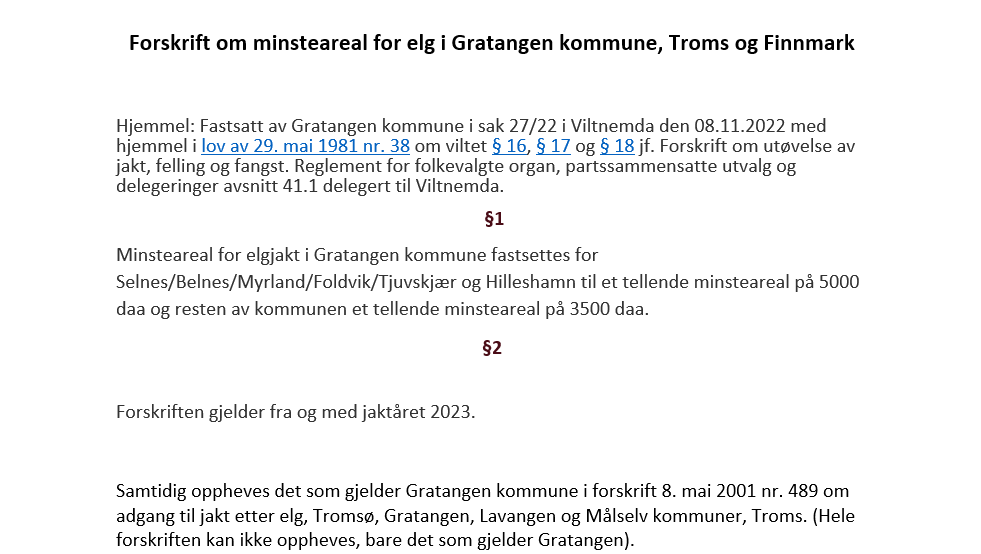 Forskrift om minsteareal for elg i Gratangen kommune, Troms og Finnmark
Hjemmel: Fastsatt av Gratangen kommune i sak 27/22 i Viltnemda den 08.11.2022 med
hjemmel i lov av 29. mai 1981 nr. 38 om viltet § 16, § 17 og § 18 jf. Forskrift om utøvelse av
jakt, felling og fangst. Reglement for folkevalgte organ, partssammensatte utvalg og
delegeringer avsnitt 41.1 delegert til Viltnemda.
§1
Minsteareal for elgjakt i Gratangen kommune fastsettes for
Selnes/Belnes/Myrland/Foldvik/Tjuvskjær og Hilleshamn til et tellende minsteareal på 5000
daa og resten av kommunen et tellende minsteareal på 3500 daa.
§2
Forskriften gjelder fra og med jaktåret 2023.
Samtidig oppheves det som gjelder Gratangen kommune i forskrift 8. mai 2001 nr. 489 om
adgang til jakt etter elg, Tromsø, Gratangen, Lavangen og Målselv kommuner, Troms. (Hele
forskriften kan ikke oppheves, bare det som gjelder Gratangen).